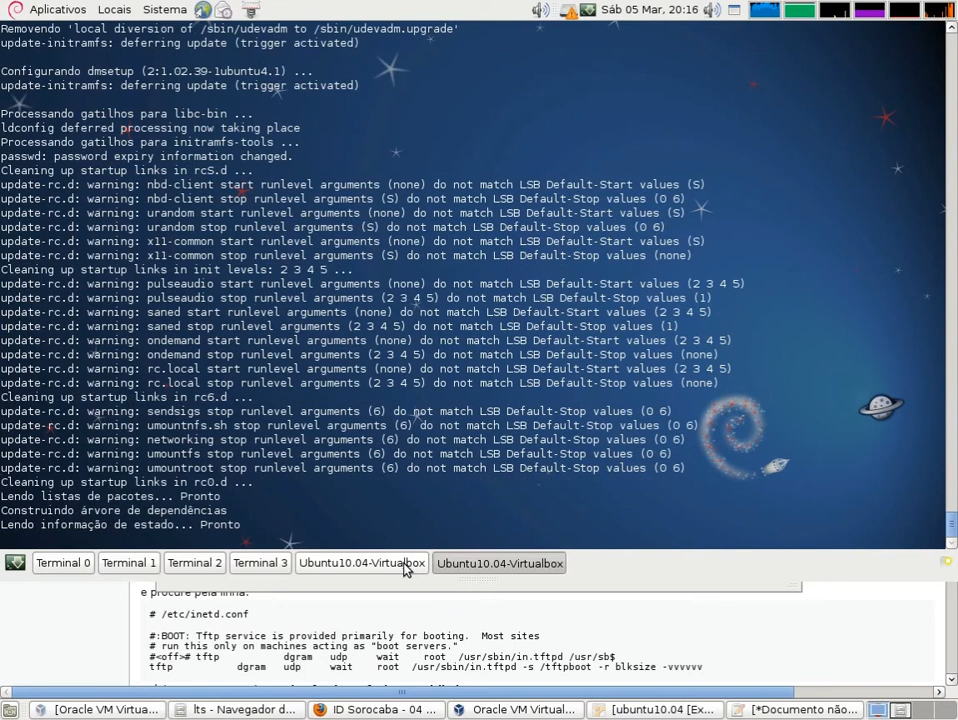 Aplicativos Locais Sistema Sáb 05 Mar, 20:16
Removendo 'local diversion of /sbin/udevadm to /sbin/udevadm.upgrade'
update-initramfs: deferring update (trigger activated)
Configurando dmsetup (2:1.02.39-1ubuntu4.1) ...
update-initramfs: deferring update (trigger activated)
Processando gatilhos para libc-bin ...
ldconfig deferred processing now taking place
Processando gatilhos para initramfs-tools ...
passwd: password expiry information changed.
Cleaning up startup links in rcS.d ...
update-rc.d: warning: nbd-client start runlevel arguments (none) do not match LSB Default-Start values (S)
update-rc.d: warning: nbd-client stop runlevel arguments (S) do not match LSB Default-Stop values (0 6)
update-rc.d: warning: urandom start runlevel arguments (none) do not match LSB Default-Start values (S)
update-rc.d: warning: urandom stop runlevel arguments (S) do not match LSB Default-Stop values (0 6)
update-rc.d: warning: x11-common start runlevel arguments (none) do not match LSB Default-Start values (S)
update-rc.d: warning: x11-common stop runlevel arguments (S) do not match LSB Default-Stop values (none)
Cleaning up startup links in init levels: 2 3 4 5 ...
update-rc.d: warning: pulseaudio start runlevel arguments (none) do not match LSB Default-Start values (2 3 4 5)
update-rc.d: warning: pulseaudio stop runlevel arguments (2 3 4 5) do not match LSB Default-Stop values (1)
update-rc.d: warning: saned start runlevel arguments (none) do not match LSB Default-Start values (2 3 4 5)
update-rc.d: warning: saned stop runlevel arguments (2 3 4 5) do not match LSB Default-Stop values (1)
update-rc.d: warning: ondemand start runlevel arguments (none) do not match LSB Default-Start values (2 3 4 5)
update-rc.d: warning: ondemand stop runlevel arguments (2 3 4 5) do not match LSB Default-Stop values (none)
update-rc.d: warning: rc.local start runlevel arguments (none) do not match LSB Default-Start values (2 3 4 5)
update-rc.d: warning: rc.local stop runlevel arguments (2 3 4 5) do not match LSB Default-Stop values (none)
Cleaning up startup links in rc6.d ...
update-rc.d: warning: sendsigs stop runlevel arguments (6) do not match LSB Default-Stop values (0 6)
update-rc.d: warning: umountnfs.sh stop runlevel arguments (6) do not match LSB Default-Stop values (0 6)
update-rc.d: warning: networking stop runlevel arguments (6) do not match LSB Default-Stop values (0 6)
update-rc.d: warning: umountfs stop runlevel arguments (6) do not match LSB Default-Stop values (0 6)
update-rc.d: warning: umountroot stop runlevel arguments (6) do not match LSB Default-Stop values (0 6)
Cleaning up startup links in rc0.d ...
Lendo listas de pacotes... Pronto
Construindo árvore de dependências
Lendo informação de estado... Pronto
Terminal 0 Terminal 1 Terminal 2 Terminal 3 Ubuntu10.04-Virtualbox Ubuntu10.04-Virtualbox
e procure pela linha:
# /etc/inetd.conf
#:BOOT: Tftp service is provided primarily for booting. Most sites
# run this only on machines acting as "boot servers."
#<off># tftp dgram udp wait root /usr/sbin/in.tftpd /usr/sb$
tftp dgram udp wait root /usr/sbin/in.tftpd -s /tftpboot -r blksize -vvvvvv
[Oracle VM Virtua... lts - Navegador d... ID Sorocaba - 04 ... Oracle VM Virtual... [ubuntu10.04 [Ex... [*Documento não...